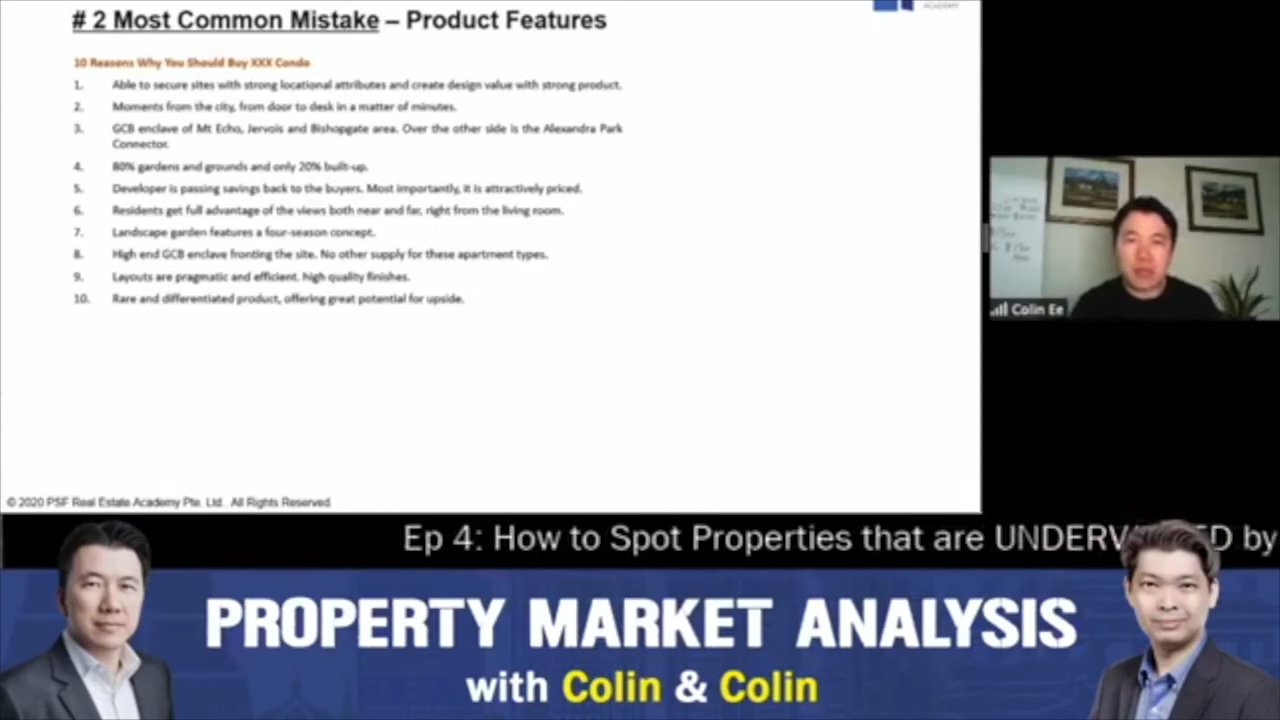 # 2 Most Common Mistake – Product Features
ACADEMY
10 Reasons Why You Should Buy XXX Condo
1. Able to secure sites with strong locational attributes and create design value with strong product.
2. Moments from the city, from door to desk in a matter of minutes.
3. GCB enclave of Mt Echo, Jervois and Bishopgate area. Over the other side is the Alexandra Park
Connector.
4. 80% gardens and grounds and only 20% built-up.
5. Developer is passing savings back to the buyers. Most importantly, it is attractively priced.
6. Residents get full advantage of the views both near and far, right from the living room.
7. Landscape garden features a four-season concept.
8. High end GCB enclave fronting the site. No other supply for these apartment types.
9. Layouts are pragmatic and efficient. high quality finishes.
10. Rare and differentiated product, offering great potential for upside.
Colin Ee
© 2020 PSF Real Estate Academy Pte. Ltd. All Rights Reserved
Ep 4: How to Spot Properties that are by
PROPERTY MARKET ANALYSIS
with Colin & Colin